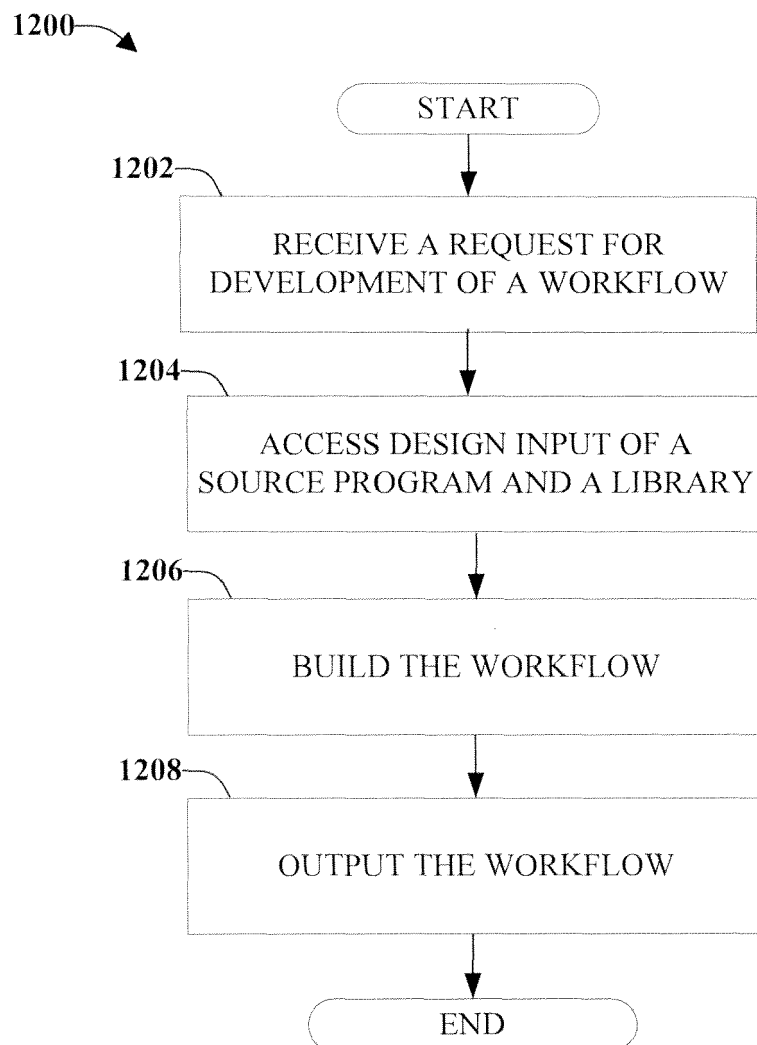 1200
START
1202
RECEIVE A REQUEST FOR
DEVELOPMENT OF A WORKFLOW
1204
ACCESS DESIGN INPUT OF A
SOURCE PROGRAM AND A LIBRARY
1206
BUILD THE WORKFLOW
1208
OUTPUT THE WORKFLOW
END